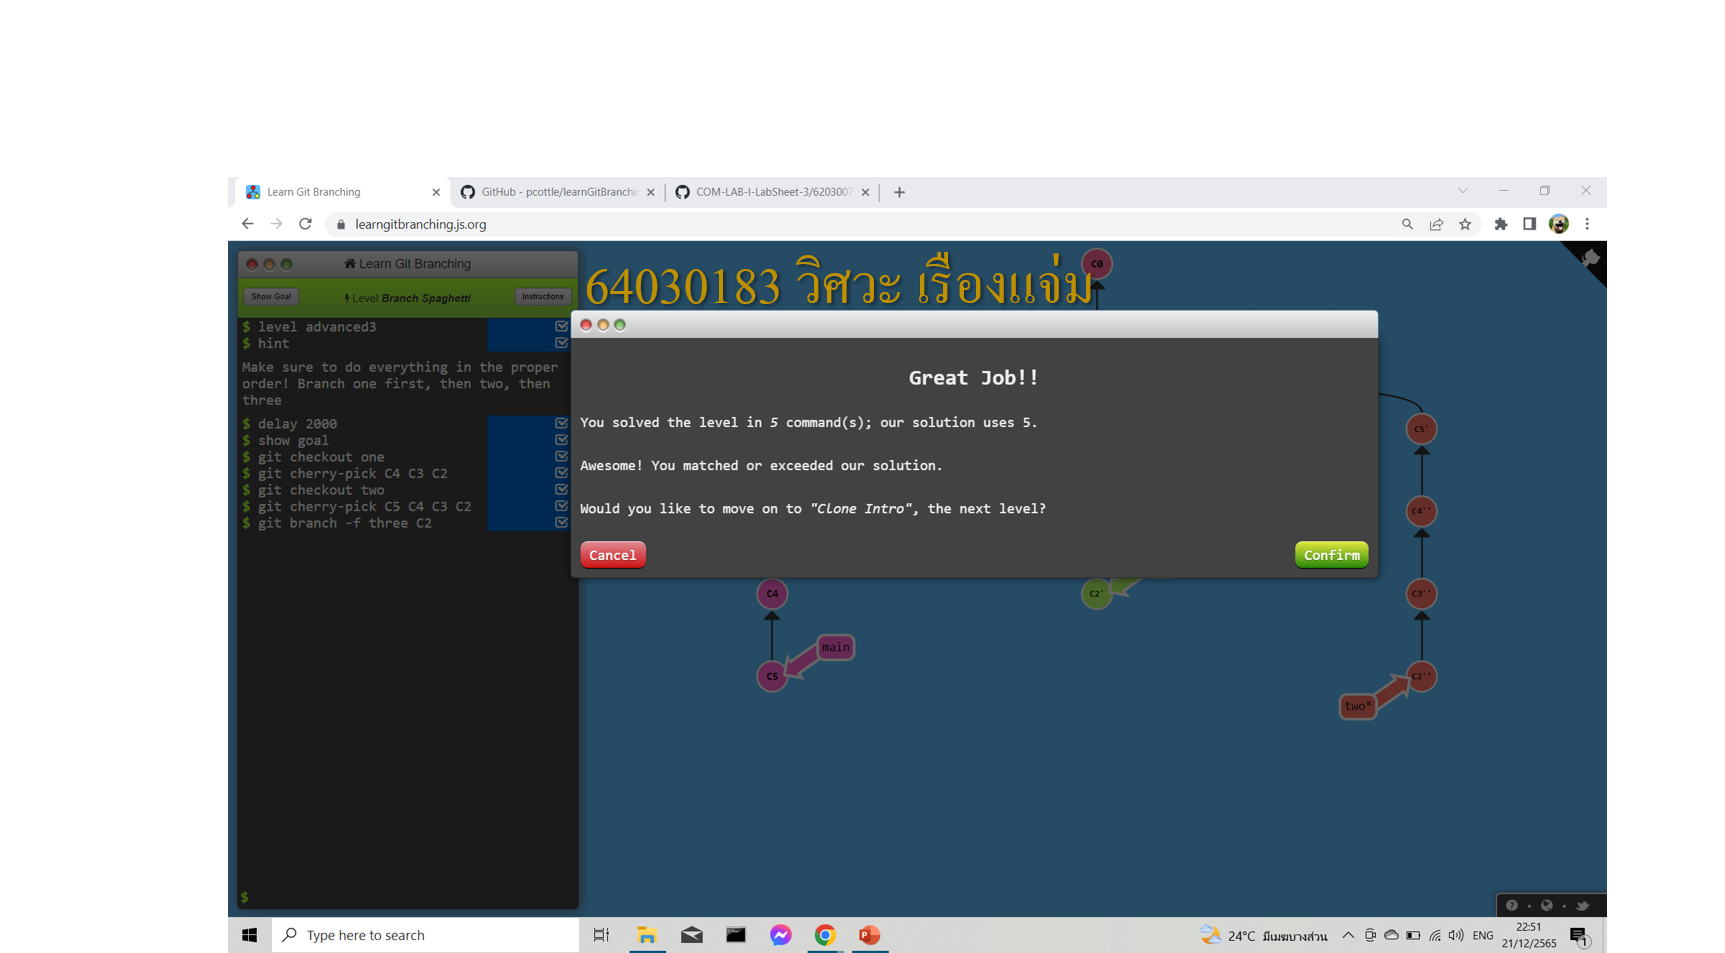 Learn Git Branching
GitHub - pcottle/learnGitBranchi
COM-LAB-I-LabSheet-3/6203007
learngitbranching.js.org
Learn Git Branching
Show Goal
Level Branch Spaghetti
Instructions
64030183 วิศวะ เรืองแจ่ม
C0
$ level advanced3
$ hint
Make sure to do everything in the proper
order! Branch one first, then two, then
three
$ delay 2000
$ show goal
$ git checkout one
$ git cherry-pick C4 C3 C2
$ git checkout two
$ git cherry-pick C5 C4 C3 C2
$ git branch -f three C2
$
Great Job!!
You solved the level in 5 command(s); our solution uses 5.
Awesome! You matched or exceeded our solution.
Would you like to move on to "Clone Intro", the next level?
Cancel
Confirm
C5'
C4''
C4
C2'
C3''
main
C5
C2''
two*
Type here to search
24°C มีเมฆบางส่วน
ENG
22:51
21/12/2565
1